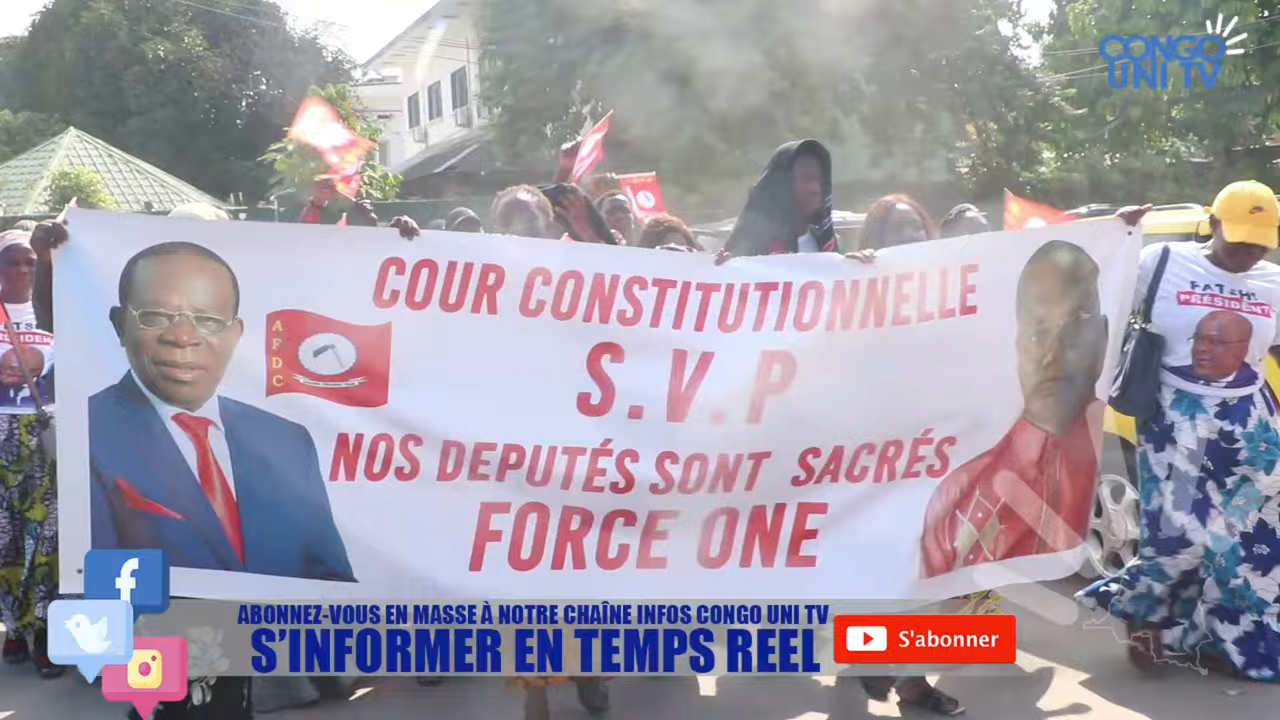 CONGO
UNI TV
COUR CONSTITUTIONNELLE
S.V.P
NOS DEPUTÉS SONT SACRÉS
FORCE ONE
AFDC
FATSHI
PRÉSIDENT
ABONNEZ-VOUS EN MASSE À NOTRE CHAÎNE INFOS CONGO UNI TV
S'INFORMER EN TEMPS REEL
S'abonner